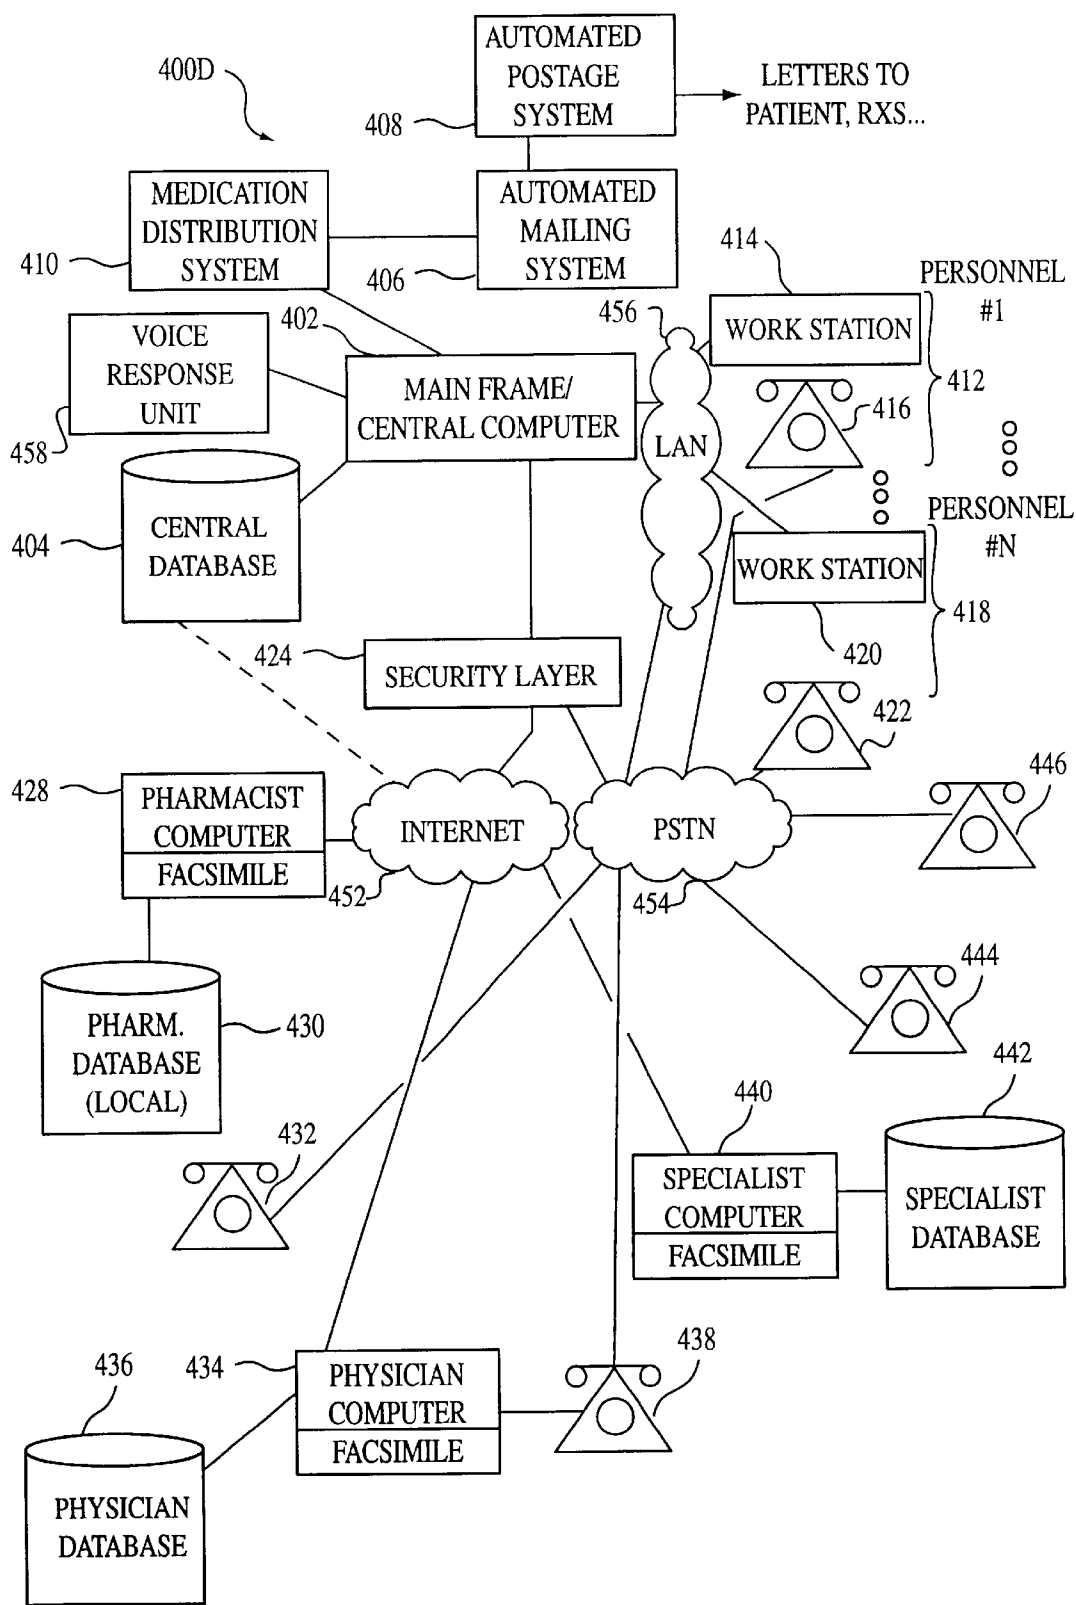 400D
AUTOMATED
POSTAGE
SYSTEM
408
LETTERS TO
PATIENT, RXS...
MEDICATION
DISTRIBUTION
SYSTEM
410
AUTOMATED
MAILING
SYSTEM
406
414
PERSONNEL
#1
WORK STATION
412
416
456
402
VOICE
RESPONSE
UNIT
458
MAIN FRAME/
CENTRAL COMPUTER
LAN
404
CENTRAL
DATABASE
PERSONNEL
#N
WORK STATION
418
420
424
SECURITY LAYER
422
428
PHARMACIST
COMPUTER
FACSIMILE
INTERNET
452
PSTN
454
446
444
PHARM.
DATABASE
(LOCAL)
430
432
440
442
SPECIALIST
COMPUTER
FACSIMILE
SPECIALIST
DATABASE
436
434
PHYSICIAN
COMPUTER
FACSIMILE
438
PHYSICIAN
DATABASE